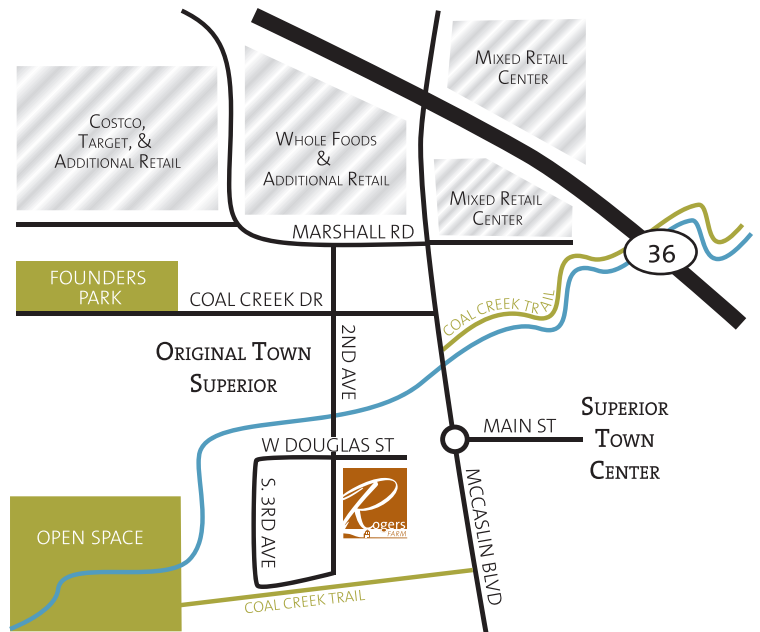 Mixed Retail
Center
Costco,
Target, &
Additional Retail
Whole Foods
&
Additional Retail
Mixed Retail
Center
MARSHALL RD
36
FOUNDERS
PARK
COAL CREEK DR
COAL CREEK TRAIL
2ND AVE
Original Town
Superior
Superior
Town
Center
MAIN ST
W DOUGLAS ST
S. 3RD AVE
Rogers
FARM
MCCASLIN BLVD
OPEN SPACE
COAL CREEK TRAIL